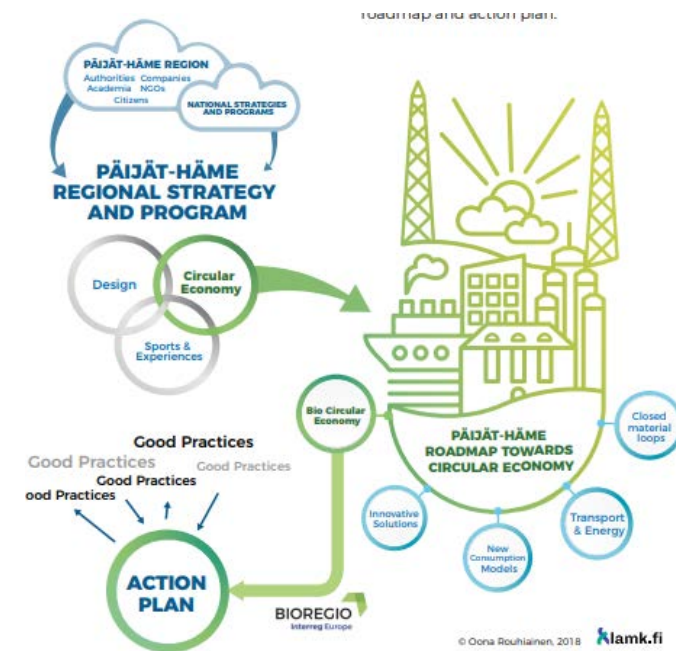 roadmap and action plan.
PÄIJÄT-HÄME REGION
Authorities Companies
Academia NGOs
Citizens
NATIONAL STRATEGIES
AND PROGRAMS
PÄIJÄT-HÄME
REGIONAL STRATEGY
AND PROGRAM
Design
Circular
Economy
Sports &
Experiences
Bio Circular
Economy
PÄIJÄT-HÄME
ROADMAP TOWARDS
CIRCULAR ECONOMY
Closed
material
loops
Transport
& Energy
New
Consumption
Models
Innovative
Solutions
Good Practices
Good Practices
Good Practices
Good Practices
ood Practices
ACTION
PLAN
BIOREGIO
Interreg Europe
© Oona Rouhiainen, 2018
lamk.fi